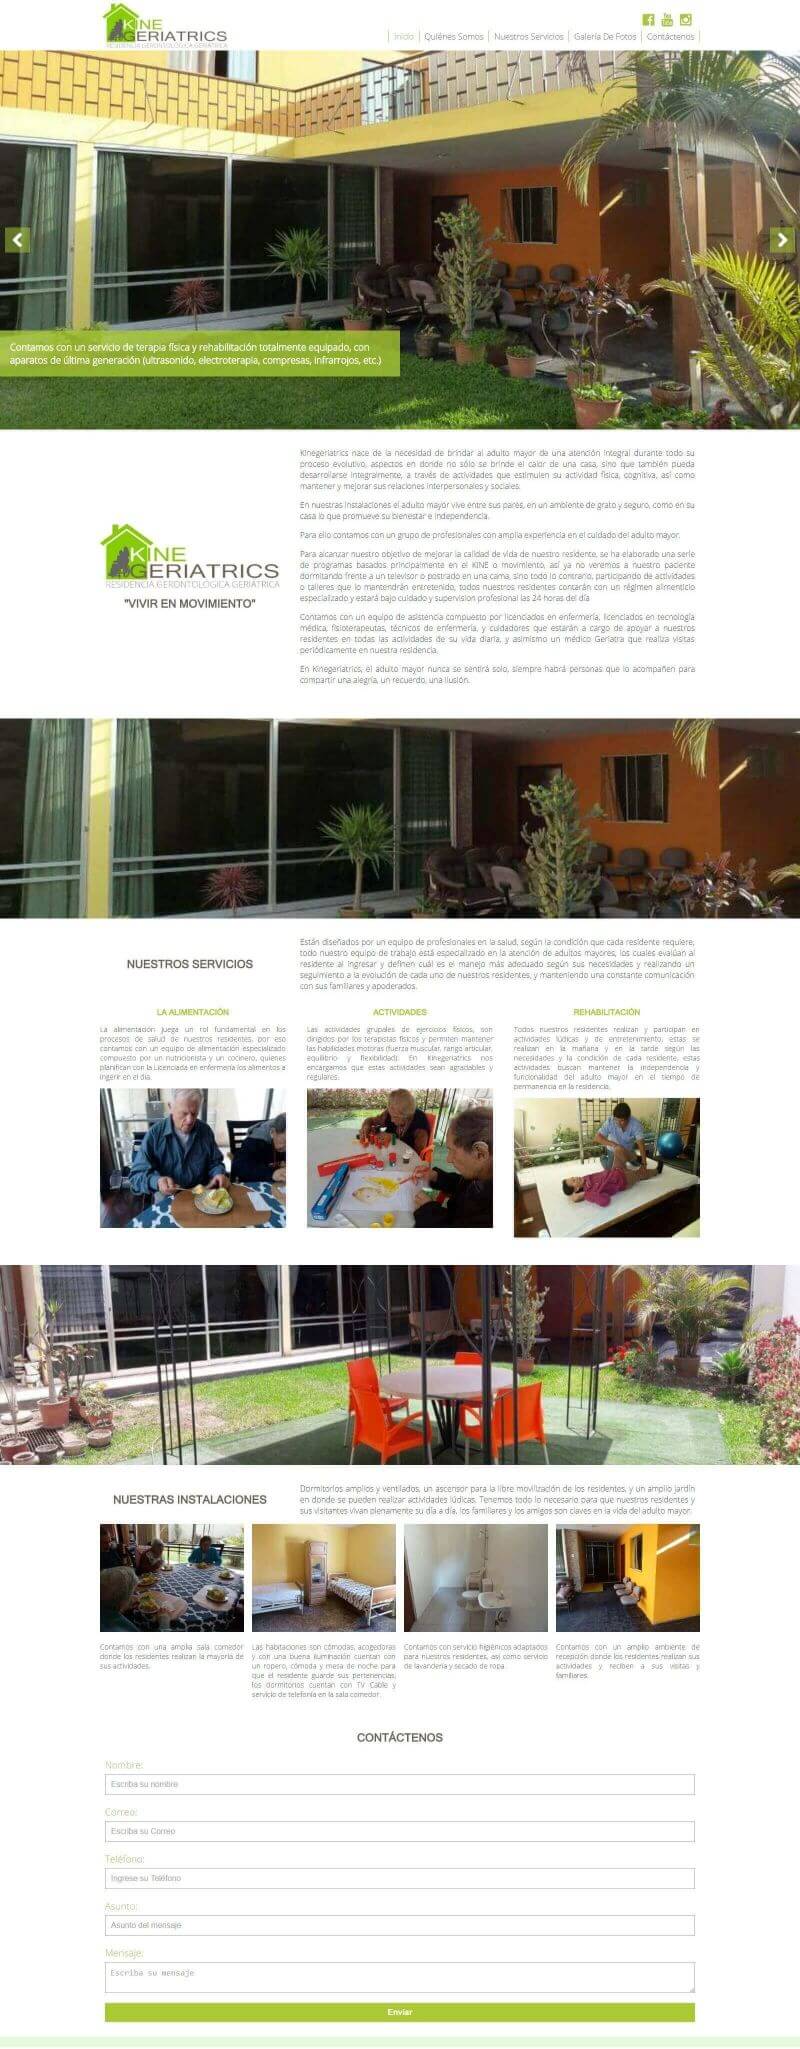 KINE
GERIATRICS
RESIDENCIA GERONTOLÓGICA GERIÁTRICA
Inicio
Quiénes Somos
Nuestros Servicios
Galería De Fotos
Contáctenos
Contamos con un servicio de terapia física y rehabilitación totalmente equipado, con
aparatos de última generación (ultrasonido, electroterapia, compresas, infrarrojos, etc.)
KINE
GERIATRICS
RESIDENCIA GERONTOLÓGICA GERIÁTRICA
"VIVIR EN MOVIMIENTO"
Kinegeriatrics nace de la necesidad de brindar al adulto mayor de una atención integral durante todo su
proceso evolutivo, aspectos en donde no sólo se brinde el calor de una casa, sino que también pueda
desarrollarse integralmente, a través de actividades que estimulen su actividad física, cognitiva, así como
mantener y mejorar sus relaciones interpersonales y sociales.
En nuestras instalaciones el adulto mayor vive entre sus pares, en un ambiente de grato y seguro, como en su
casa lo que promueve su bienestar e independencia.
Para ello contamos con un grupo de profesionales con amplia experiencia en el cuidado del adulto mayor.
Para alcanzar nuestro objetivo de mejorar la calidad de vida de nuestro residente, se ha elaborado una serie
de programas basados principalmente en el KINE o movimiento, así ya no veremos a nuestro paciente
dormitando frente a un televisor o postrado en una cama, sino todo lo contrario, participando de actividades
o talleres que lo mantendrán entretenido, todos nuestros residentes contarán con un régimen alimenticio
especializado y estará bajo cuidado y supervision profesional las 24 horas del día
Contamos con un equipo de asistencia compuesto por licenciados en enfermería, licenciados en tecnología
médica, fisioterapeutas, técnicos de enfermería, y cuidadores que estarán a cargo de apoyar a nuestros
residentes en todas las actividades de su vida diaria, y asimismo un médico Geriatra que realiza visitas
periódicamente en nuestra residencia.
En Kinegeriatrics, el adulto mayor nunca se sentirá solo, siempre habrá personas que lo acompañen para
compartir una alegría, un recuerdo, una ilusión.
NUESTROS SERVICIOS
Están diseñados por un equipo de profesionales en la salud, según la condición que cada residente requiere,
todo nuestro equipo de trabajo está especializado en la atención de adultos mayores, los cuales evalúan al
residente al ingresar y definen cuál es el manejo más adecuado según sus necesidades y realizando un
seguimiento a la evolución de cada uno de nuestros residentes, y manteniendo una constante comunicación
con sus familiares y apoderados.
LA ALIMENTACIÓN
La alimentación juega un rol fundamental en los
procesos de salud de nuestros residentes, por eso
contamos con un equipo de alimentación especializado
compuesto por un nutricionista y un cocinero, quienes
planifican con la Licenciada en enfermería los alimentos a
ingerir en el día.
ACTIVIDADES
Las actividades grupales de ejercicios físicos, son
dirigidos por los terapistas físicos y permiten mantener
las habilidades motoras (fuerza muscular, rango articular,
equilibrio y flexibilidad). En Kinegeriatrics nos
encargamos que estas actividades sean agradables y
regulares.
REHABILITACIÓN
Todos nuestros residentes realizan y participan en
actividades lúdicas y de entretenimiento, estas se
realizan en la mañana y en la tarde según las
necesidades y la condición de cada residente, estas
actividades buscan mantener la independencia y
funcionalidad del adulto mayor en el tiempo de
permanencia en la residencia.
NUESTRAS INSTALACIONES
Dormitorios amplios y ventilados, un ascensor para la libre movilización de los residentes, y un amplio jardín
en donde se pueden realizar actividades lúdicas. Tenemos todo lo necesario para que nuestros residentes y
sus visitantes vivan plenamente su día a día, los familiares y los amigos son claves en la vida del adulto mayor.
Contamos con una amplia sala comedor
donde los residentes realizan la mayoría de
sus actividades.
Las habitaciones son cómodas, acogedoras
y con una buena iluminación cuentan con
un ropero, cómoda y mesa de noche para
que el residente guarde sus pertenencias;
los dormitorios cuentan con TV Cable y
servicio de telefonía en la sala comedor.
Contamos con servicio higiénicos adaptados
para nuestros residentes, así como servicio
de lavandería y secado de ropa.
Contamos con un amplio ambiente de
recepción donde los residentes realizan sus
actividades y reciben a sus visitas y
familiares.
CONTÁCTENOS
Nombre:
Escriba su nombre
Correo:
Escriba su Correo
Teléfono:
Ingrese su Teléfono
Asunto:
Asunto del mensaje
Mensaje:
Escriba su mensaje
Enviar